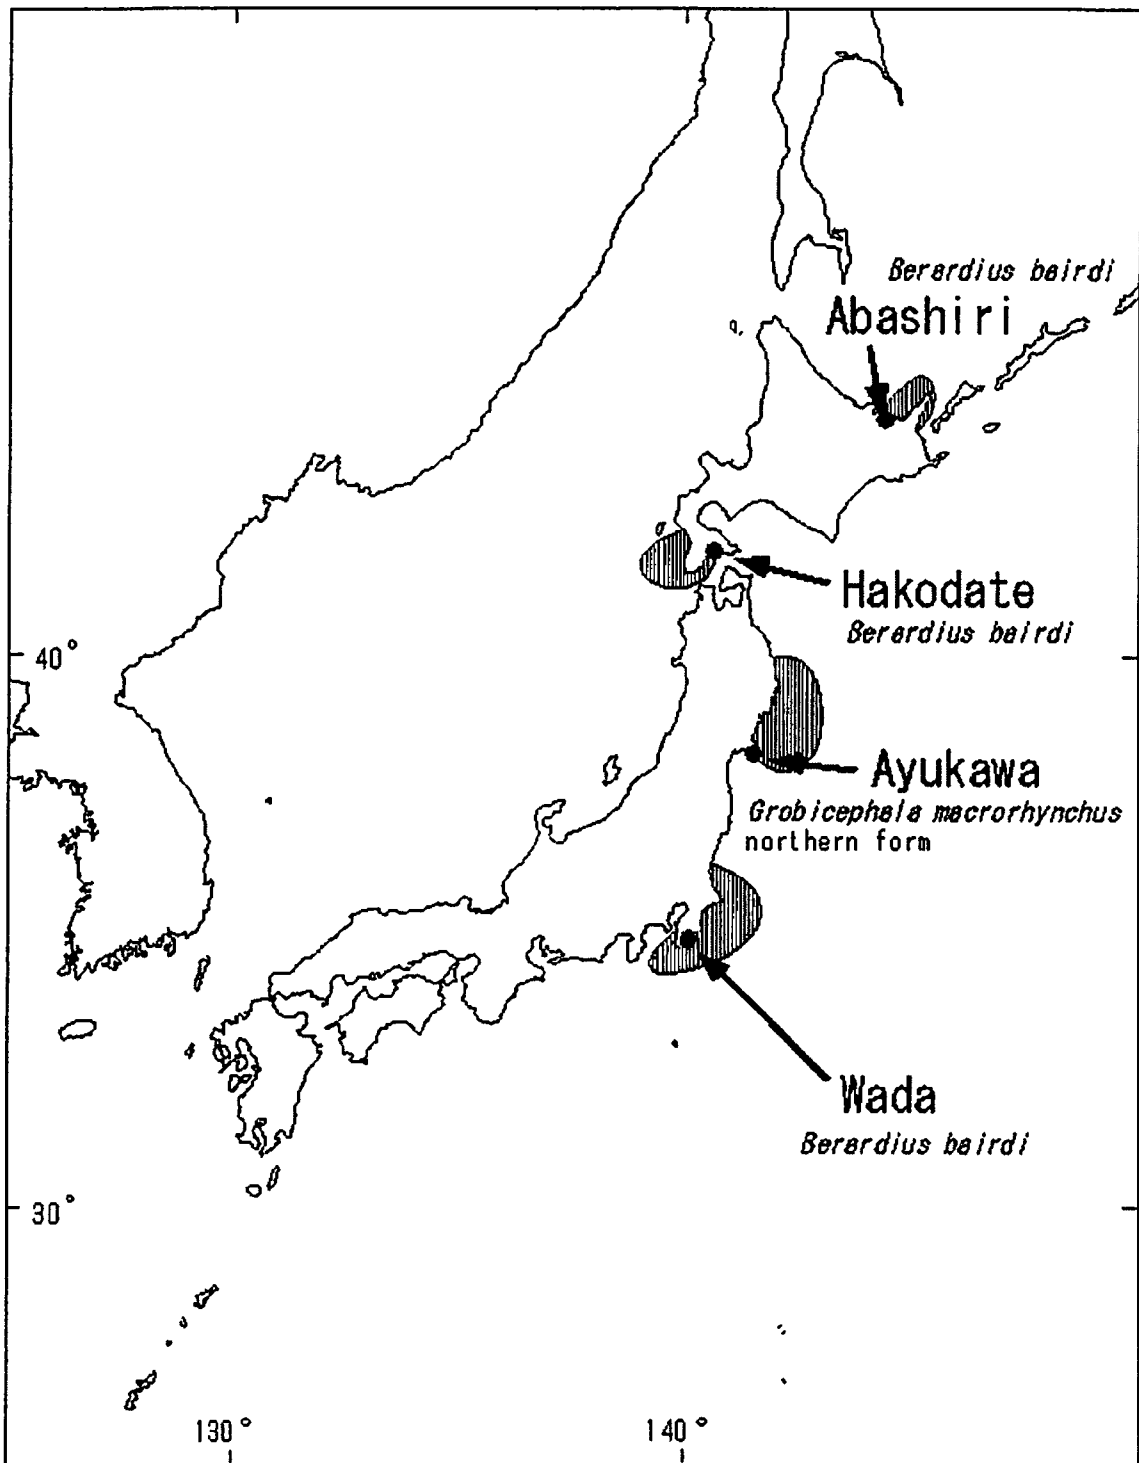 Berardius bairdi
Abashiri
Hakodate
Berardius bairdi
40°
Ayukawa
Grobicephala macrorhynchus
northern form
Wada
Berardius bairdi
30°
130°
140°